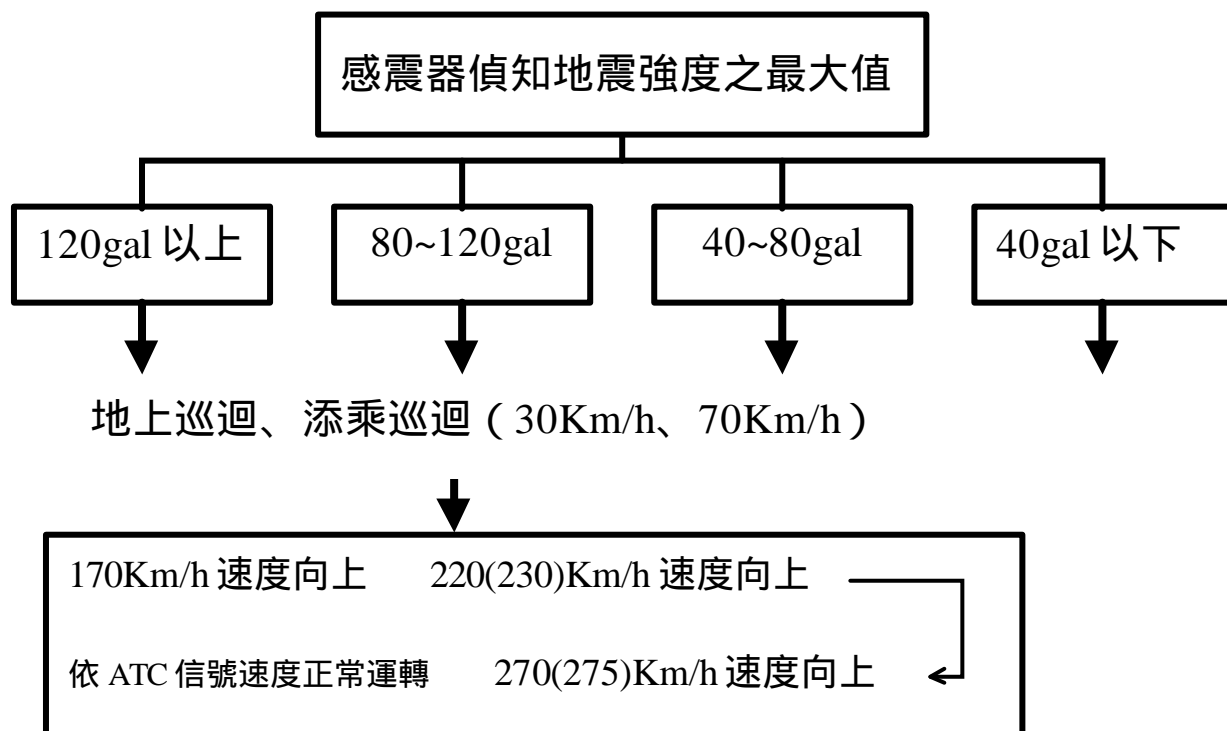 感震器偵知地震強度之最大值
120gal 以上
80~120gal
40~80gal
40gal 以下
地上巡迴、添乘巡迴（30Km/h、70Km/h）
170Km/h 速度向上 220(230)Km/h 速度向上
依 ATC 信號速度正常運轉 270(275)Km/h 速度向上